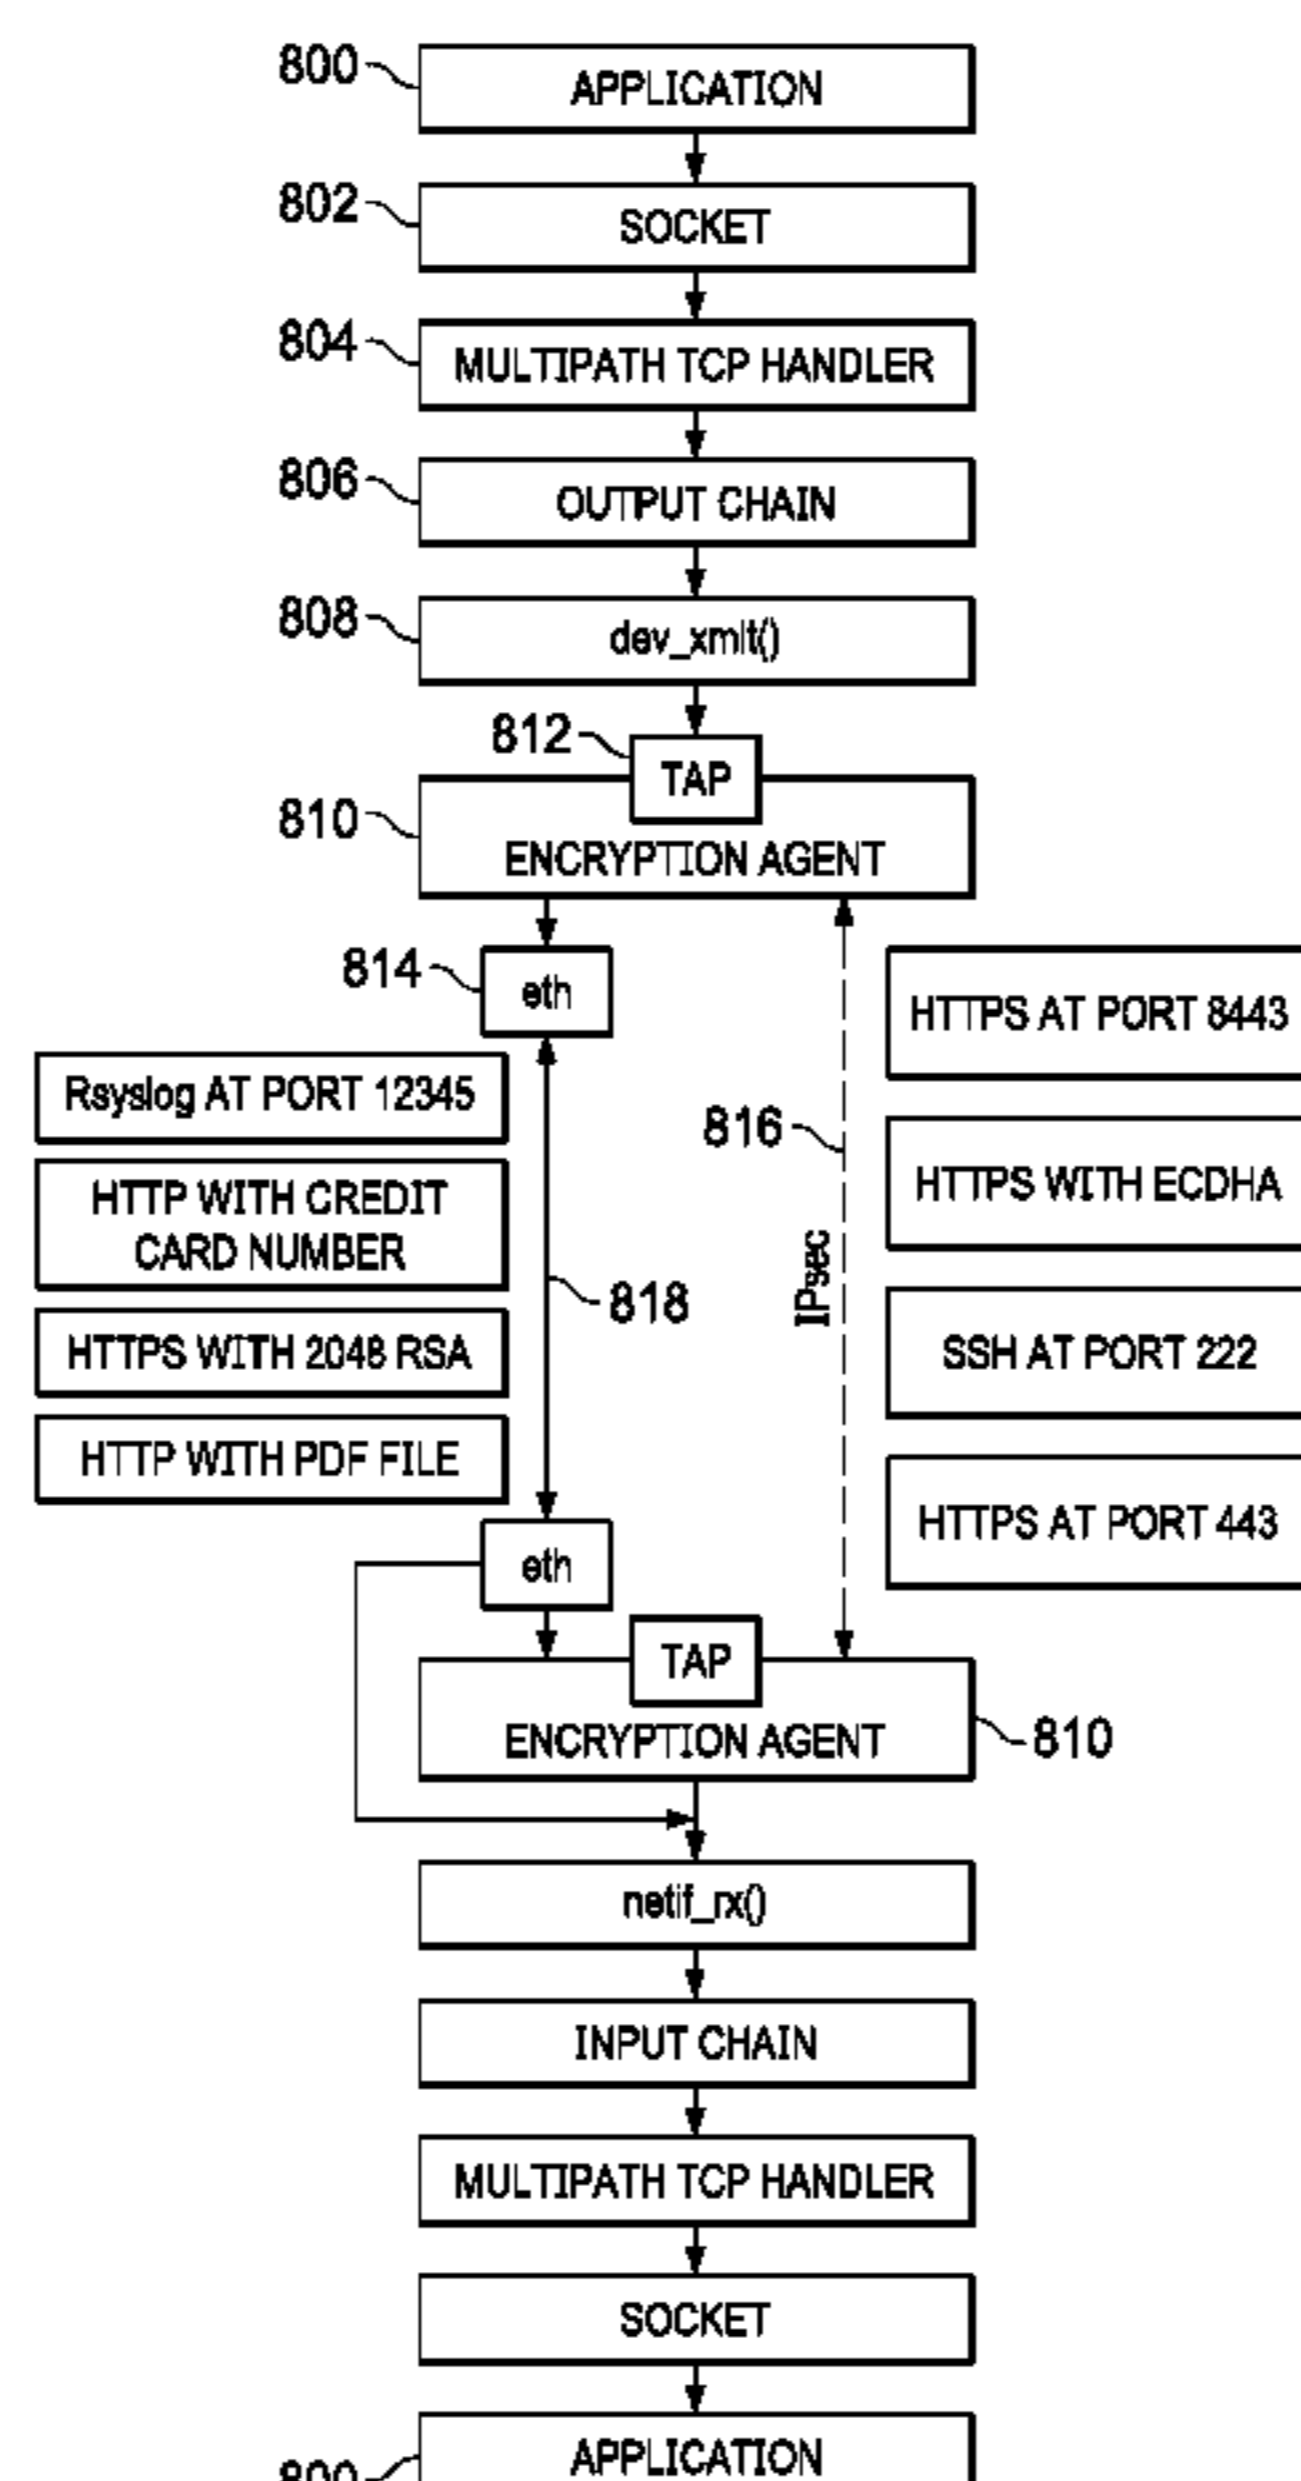 800
APPLICATION
802
SOCKET
804
MULTIPATH TCP HANDLER
806
OUTPUT CHAIN
808
dev_xmit()
812
TAP
810
ENCRYPTION AGENT
814
eth
HTTPS AT PORT 8443
Rsyslog AT PORT 12345
816
HTTPS WITH ECDHA
HTTP WITH CREDIT
CARD NUMBER
818
IPsec
HTTPS WITH 2048 RSA
SSH AT PORT 222
HTTP WITH PDF FILE
HTTPS AT PORT 443
eth
TAP
ENCRYPTION AGENT
810
netif_rx()
INPUT CHAIN
MULTIPATH TCP HANDLER
SOCKET
APPLICATION
800